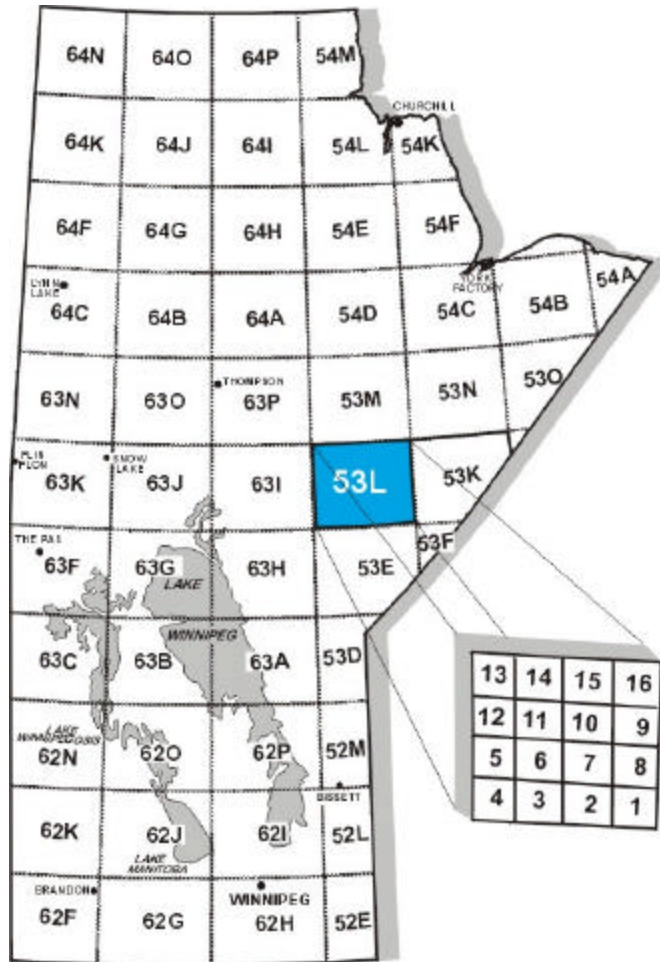 64N 64O 64P 54M
CHURCHILL
64K 64J 64I 54L 54K
64F 64G 64H 54E 54F
YORK
FACTORY
54A
LYNN
LAKE
64C 64B 64A 54D 54C 54B
THOMPSON
63N 63O 63P 53M 53N 53O
FLIN
FLON
SNOW
LAKE
63K 63J 63I 53L 53K
THE PAS
63F 63G 63H 53E 53F
LAKE
WINNIPEG
63C 63B 63A 53D
13 14 15 16
12 11 10 9
5 6 7 8
4 3 2 1
LAKE
WINNIPEGOSIS
62N 62O 62P 52M
BISSETT
62K 62J 62I 52L
LAKE
MANITOBA
BRANDON
WINNIPEG
62F 62G 62H 52E